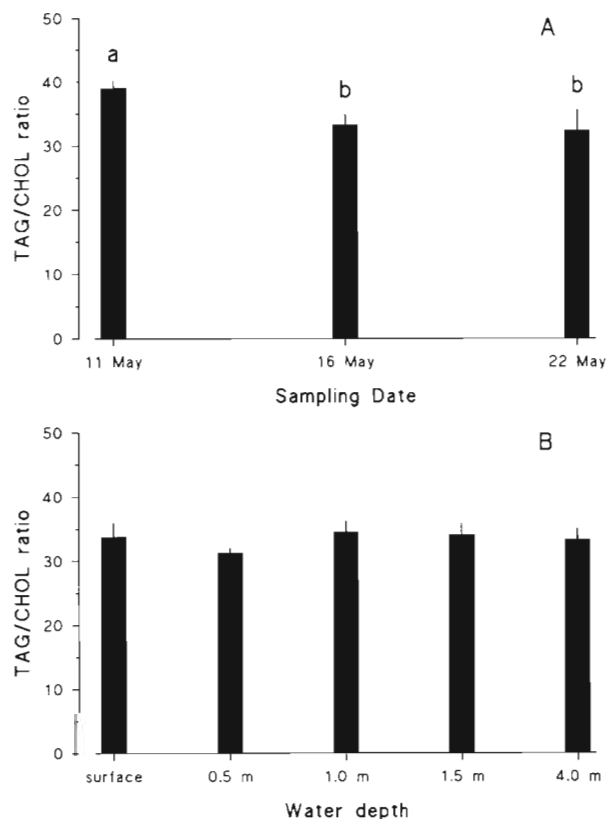 50
A
a
40
b
b
30
TAG/CHOL ratio
20
10
0
11 May
16 May
22 May
Sampling Date
50
B
40
30
TAG/CHOL ratio
20
10
0
surface
0.5 m
1.0 m
1.5 m
4.0 m
Water depth